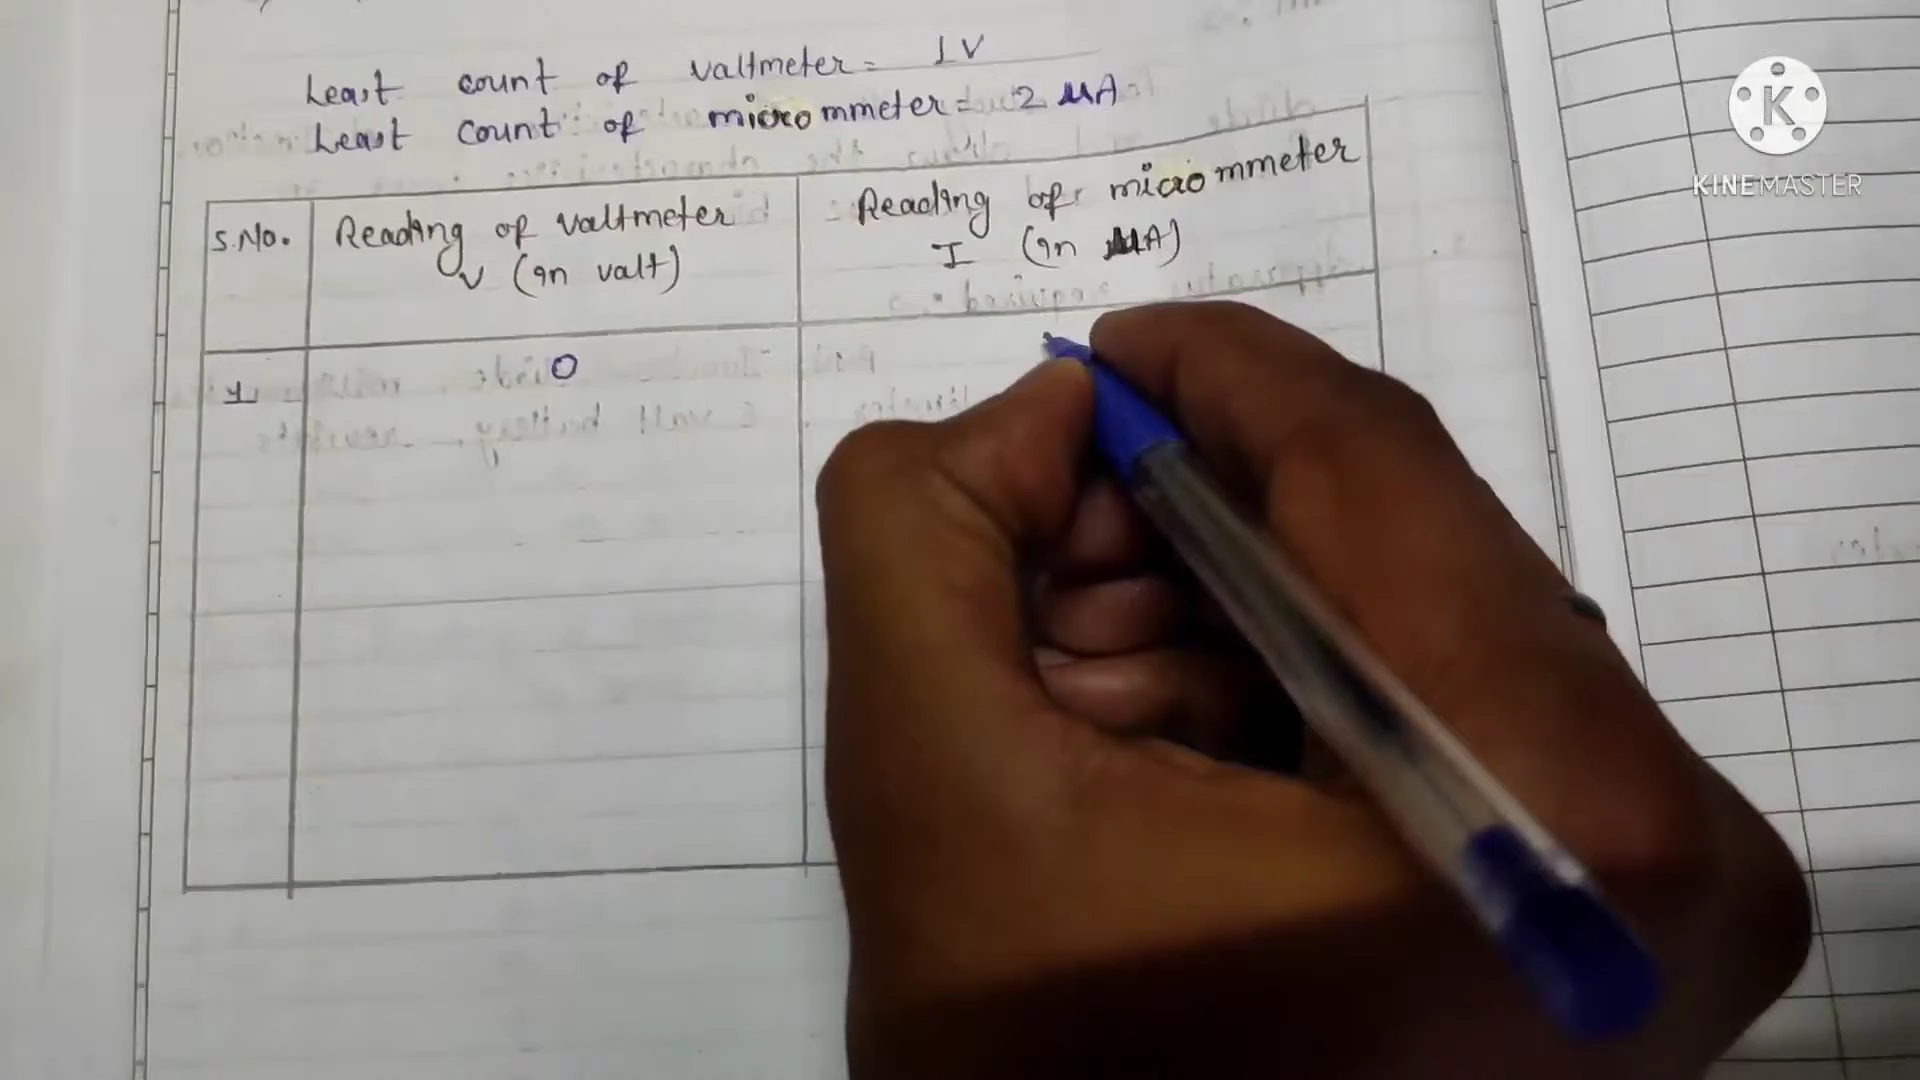 Least count of valtmeter = 1V
Least count of micrommeter = 2 μA
S.No.
Reading of valtmeter
V (in valt)
Reading of micrommeter
I (in μA)
1,
0
K
KINEMASTER